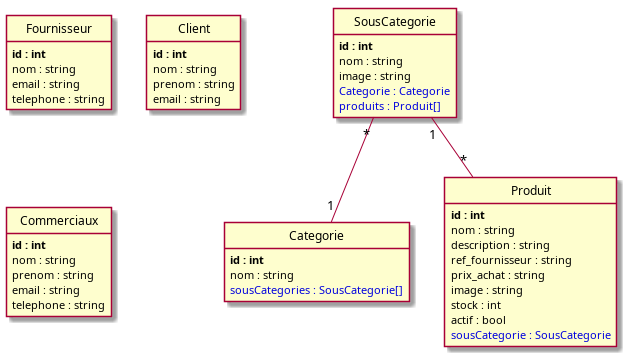 Fournisseur
id : int
nom : string
email : string
telephone : string
Client
id : int
nom : string
prenom : string
email : string
SousCategorie
id : int
nom : string
image : string
Categorie : Categorie
produits : Produit[]
*
1
1
*
Commerciaux
id : int
nom : string
prenom : string
email : string
telephone : string
Categorie
id : int
nom : string
sousCategories : SousCategorie[]
Produit
id : int
nom : string
description : string
ref_fournisseur : string
prix_achat : string
image : string
stock : int
actif : bool
sousCategorie : SousCategorie